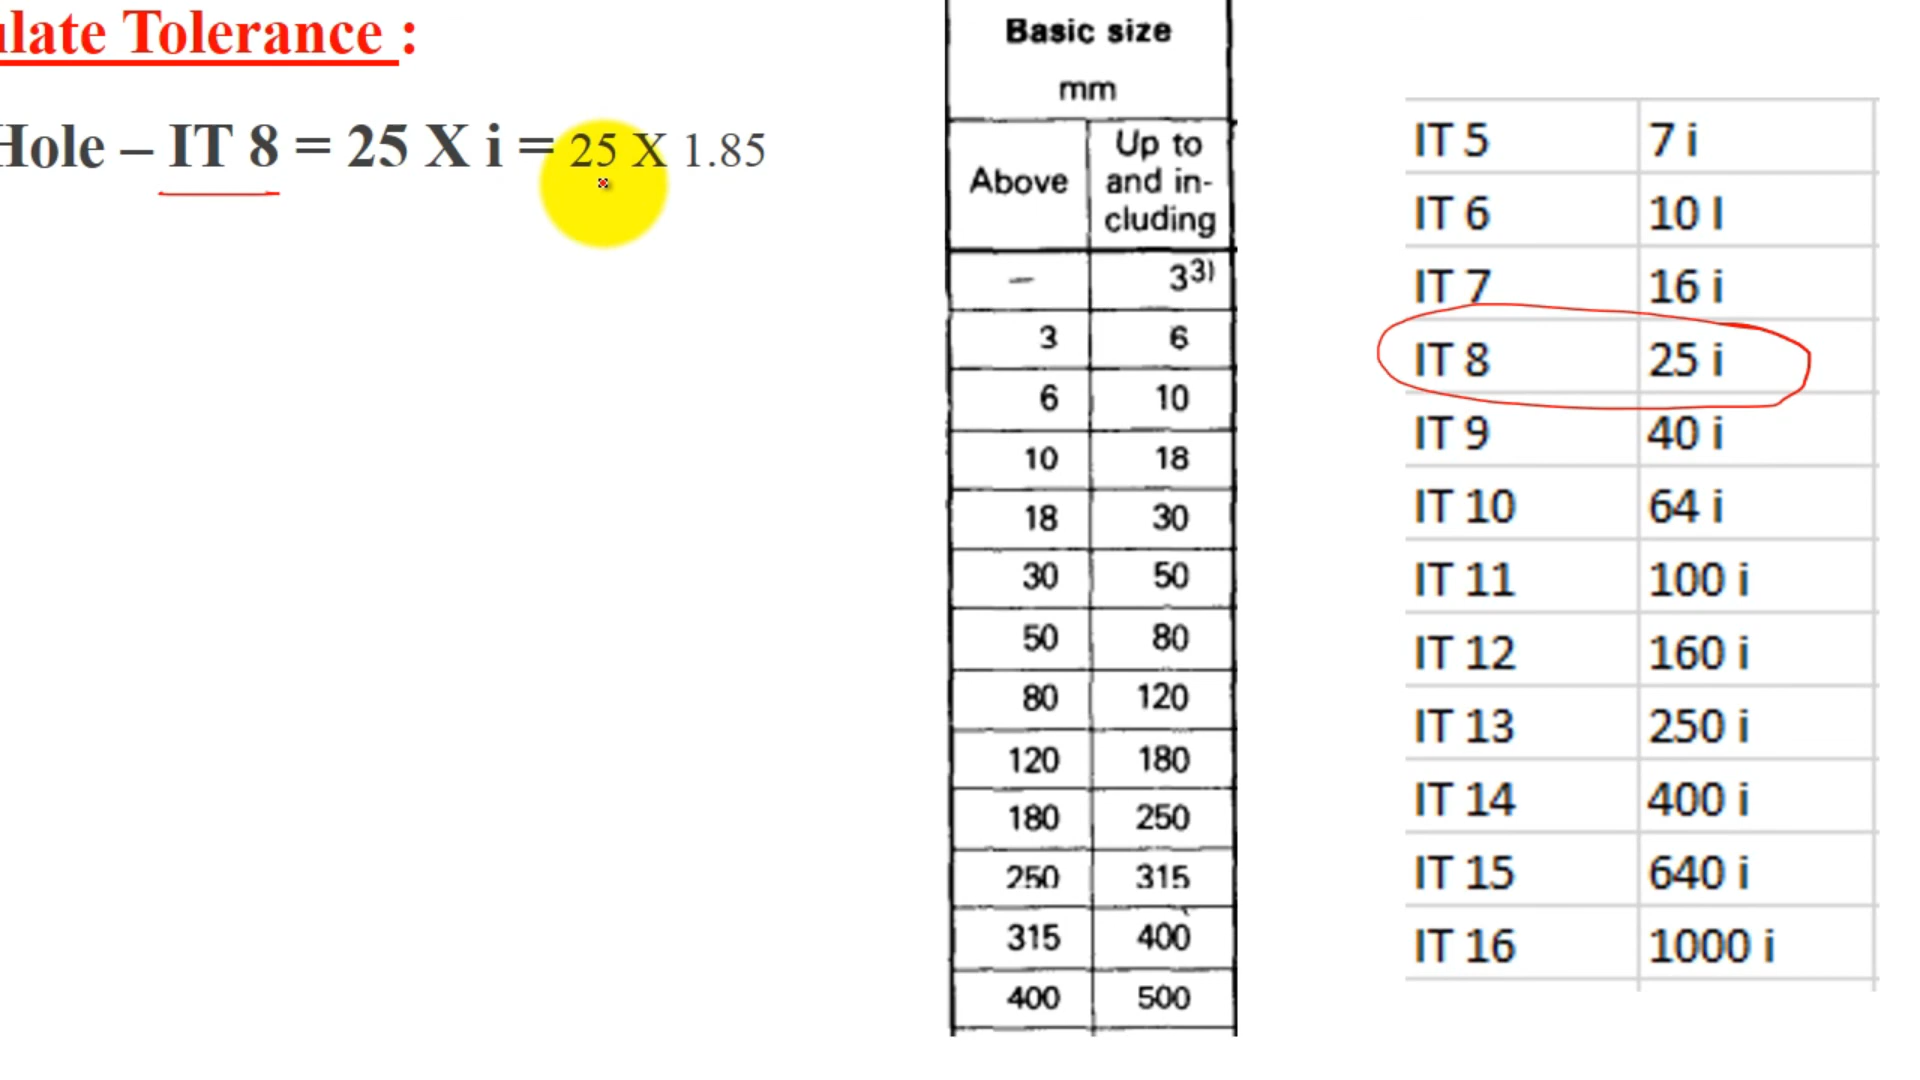 ulate Tolerance :
Hole – IT 8 = 25 X i = 25 X 1.85
Basic size
mm
Above
Up to
and in-
cluding
– 3 3)
3 6
6 10
10 18
18 30
30 50
50 80
80 120
120 180
180 250
250 315
315 400
400 500
IT 5 7 i
IT 6 10 I
IT 7 16 i
IT 8 25 i
IT 9 40 i
IT 10 64 i
IT 11 100 i
IT 12 160 i
IT 13 250 i
IT 14 400 i
IT 15 640 i
IT 16 1000 i